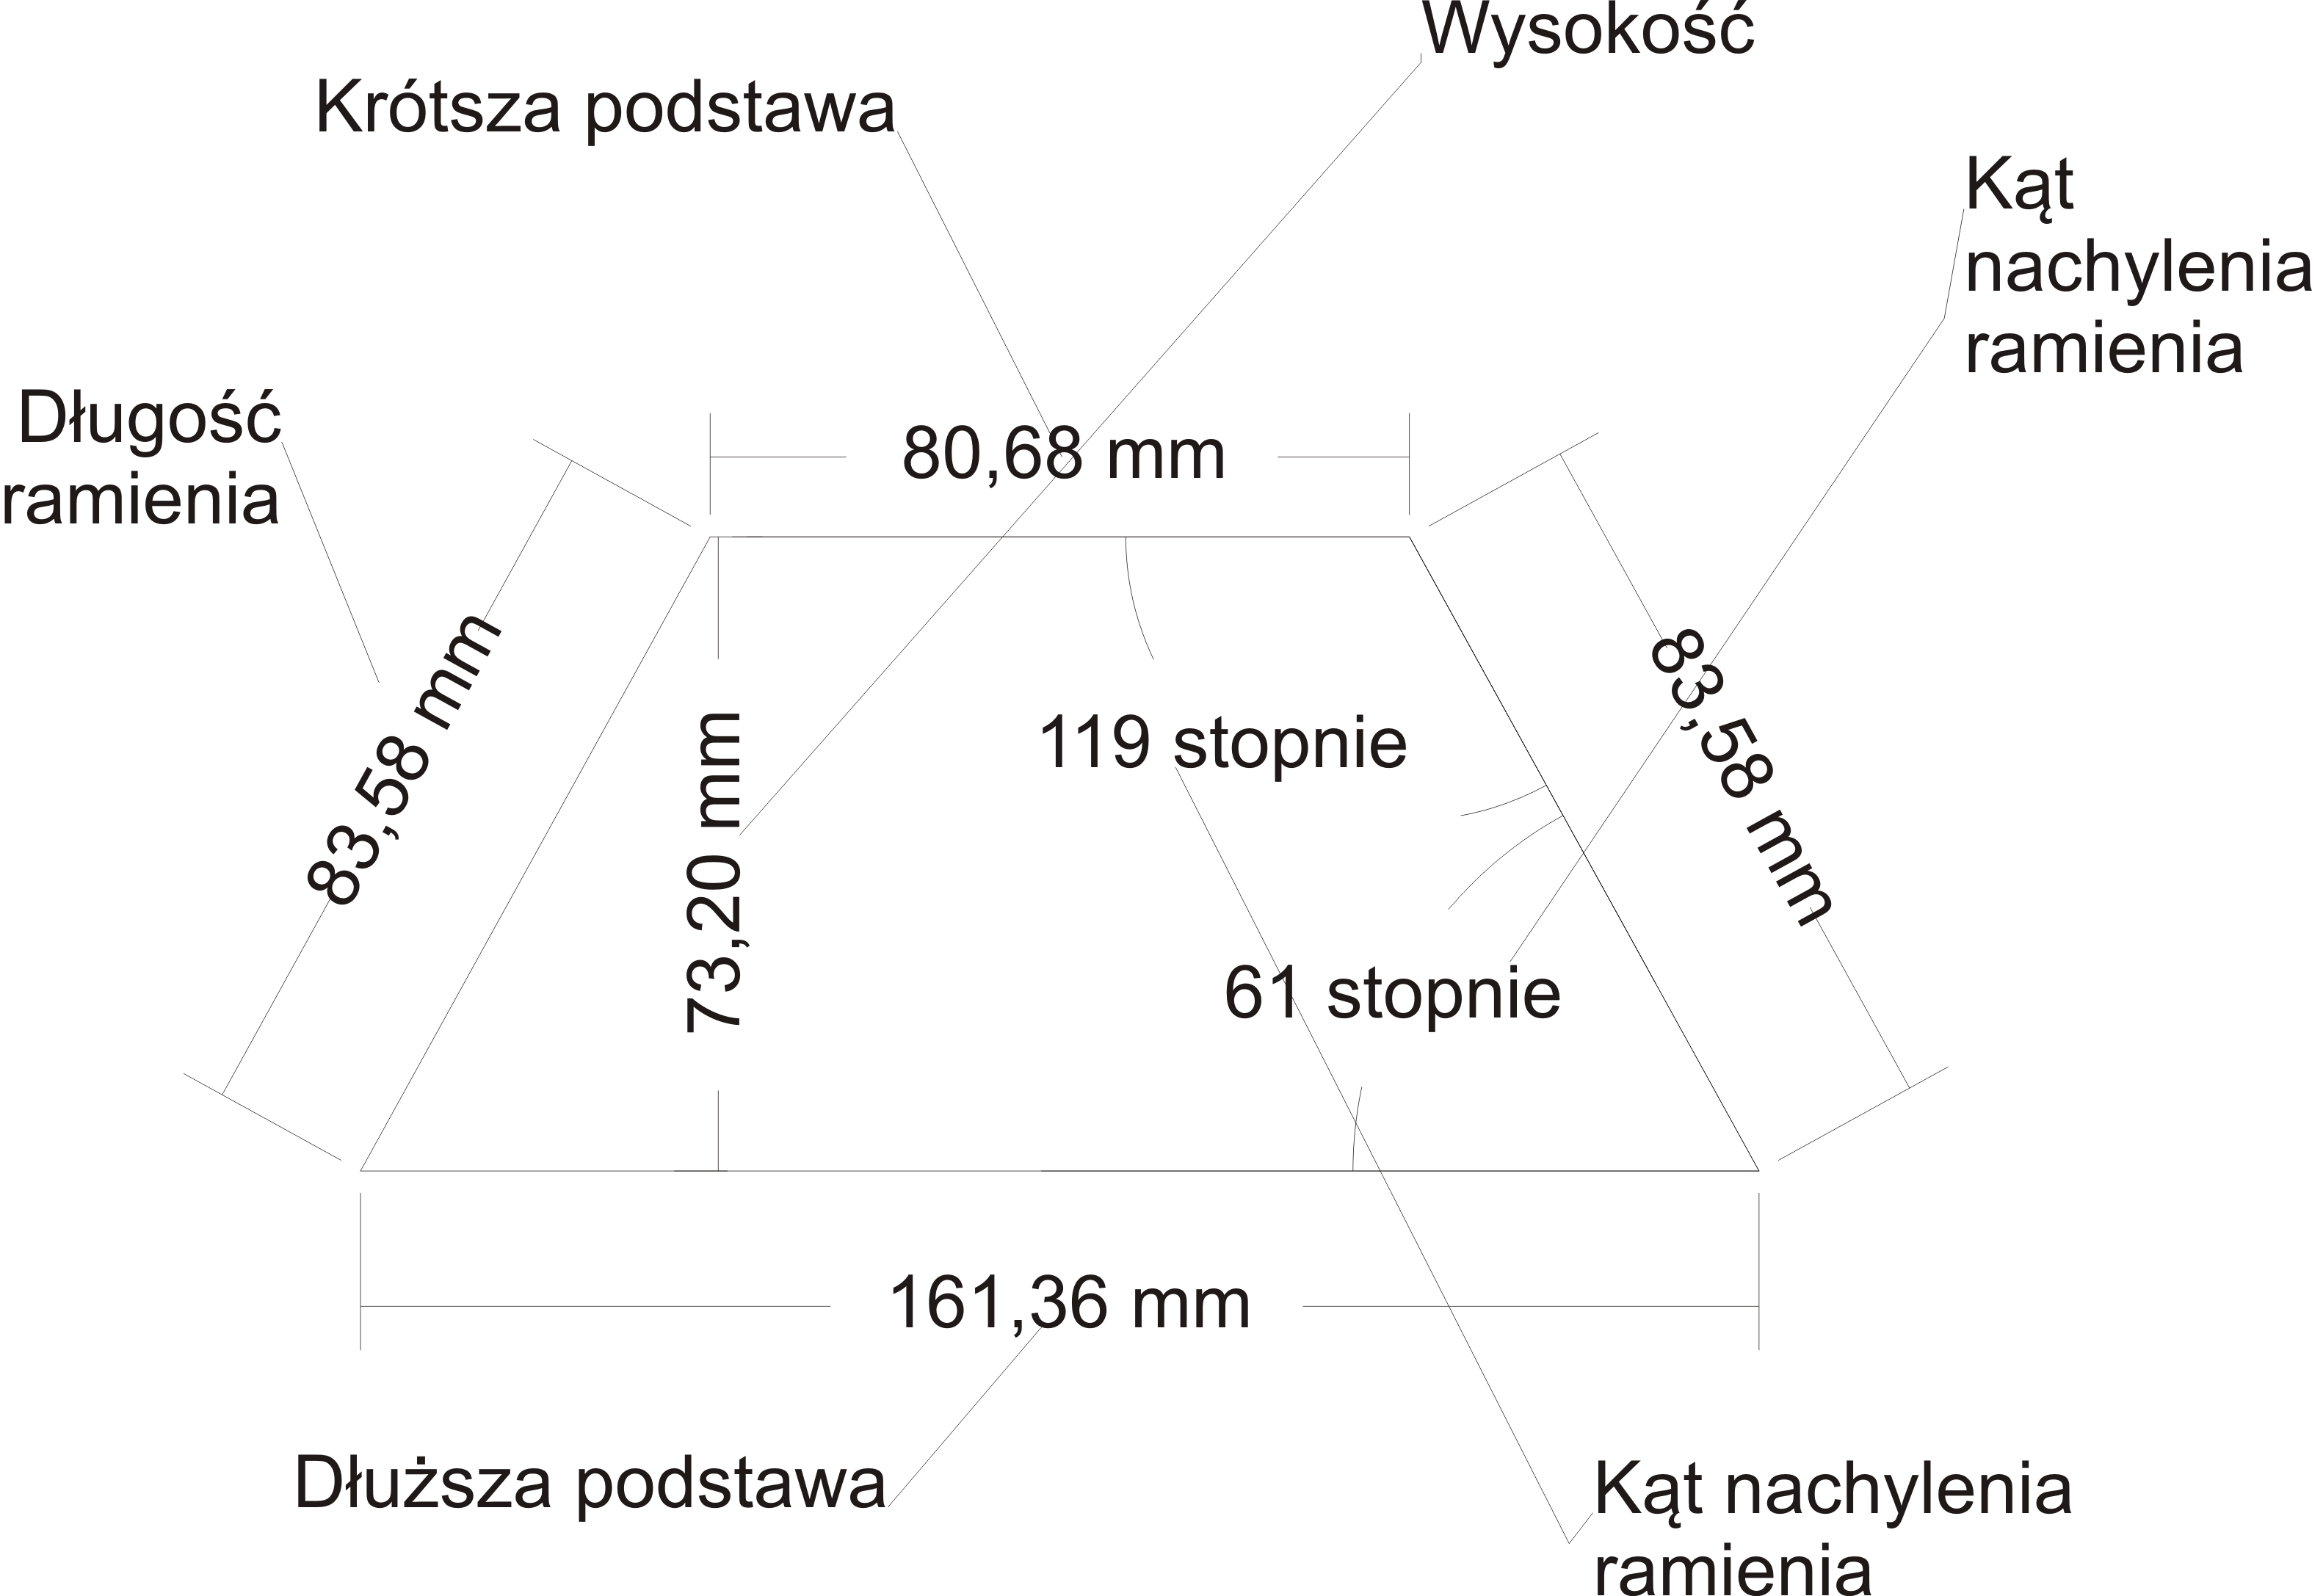 Wysokość
Krótsza podstawa
Kąt
nachylenia
ramienia
Długość
ramienia
80,68 mm
83,58 mm
83,58 mm
73,20 mm
119 stopnie
61 stopnie
161,36 mm
Dłuższa podstawa
Kąt nachylenia
ramienia